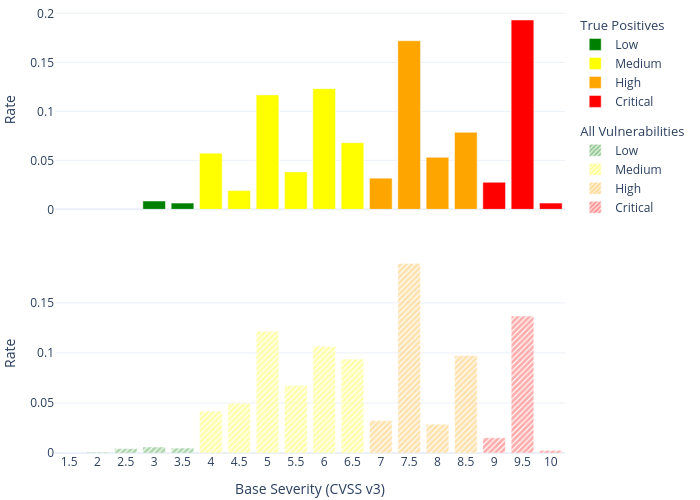 0.2
0.15
0.1
0.05
0
Rate
True Positives
Low
Medium
High
Critical
All Vulnerabilities
Low
Medium
High
Critical
0.15
0.1
0.05
0
Rate
1.5 2 2.5 3 3.5 4 4.5 5 5.5 6 6.5 7 7.5 8 8.5 9 9.5 10
Base Severity (CVSS v3)